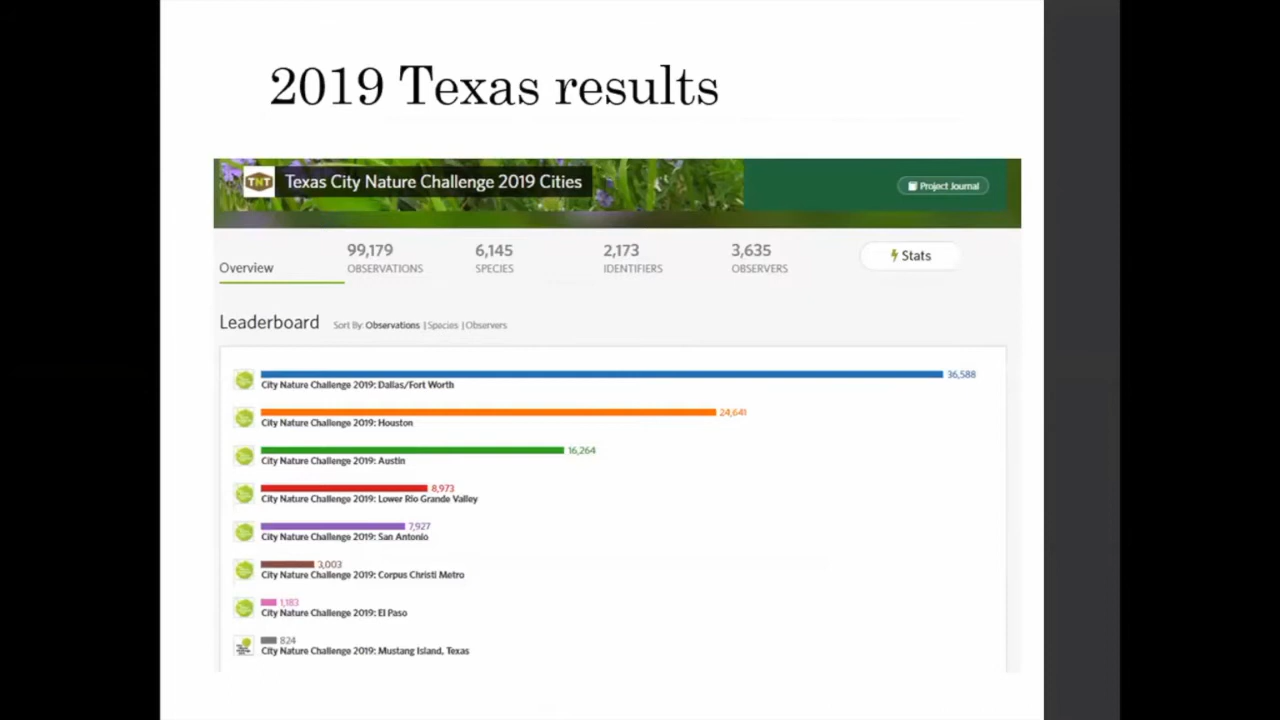 2019 Texas results
TNT
Texas City Nature Challenge 2019 Cities
Project Journal
Overview
99,179
OBSERVATIONS
6,145
SPECIES
2,173
IDENTIFIERS
3,635
OBSERVERS
Stats
Leaderboard Sort By: Observations | Species | Observers
36,588
City Nature Challenge 2019: Dallas/Fort Worth
24,641
City Nature Challenge 2019: Houston
16,264
City Nature Challenge 2019: Austin
8,973
City Nature Challenge 2019: Lower Rio Grande Valley
7,927
City Nature Challenge 2019: San Antonio
3,003
City Nature Challenge 2019: Corpus Christi Metro
1,183
City Nature Challenge 2019: El Paso
824
City Nature Challenge 2019: Mustang Island, Texas